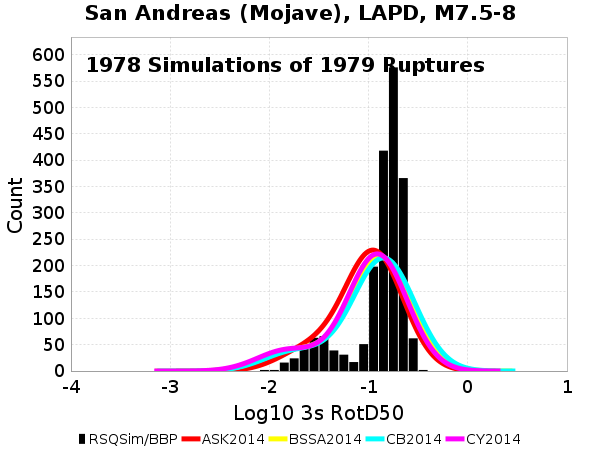 San Andreas (Mojave), LAPD, M7.5-8
1978 Simulations of 1979 Ruptures
600
550
500
450
400
350
300
250
200
150
100
50
0
Count
-4 -3 -2 -1 0 1
Log10 3s RotD50
RSQSim/BBP ASK2014 BSSA2014 CB2014 CY2014